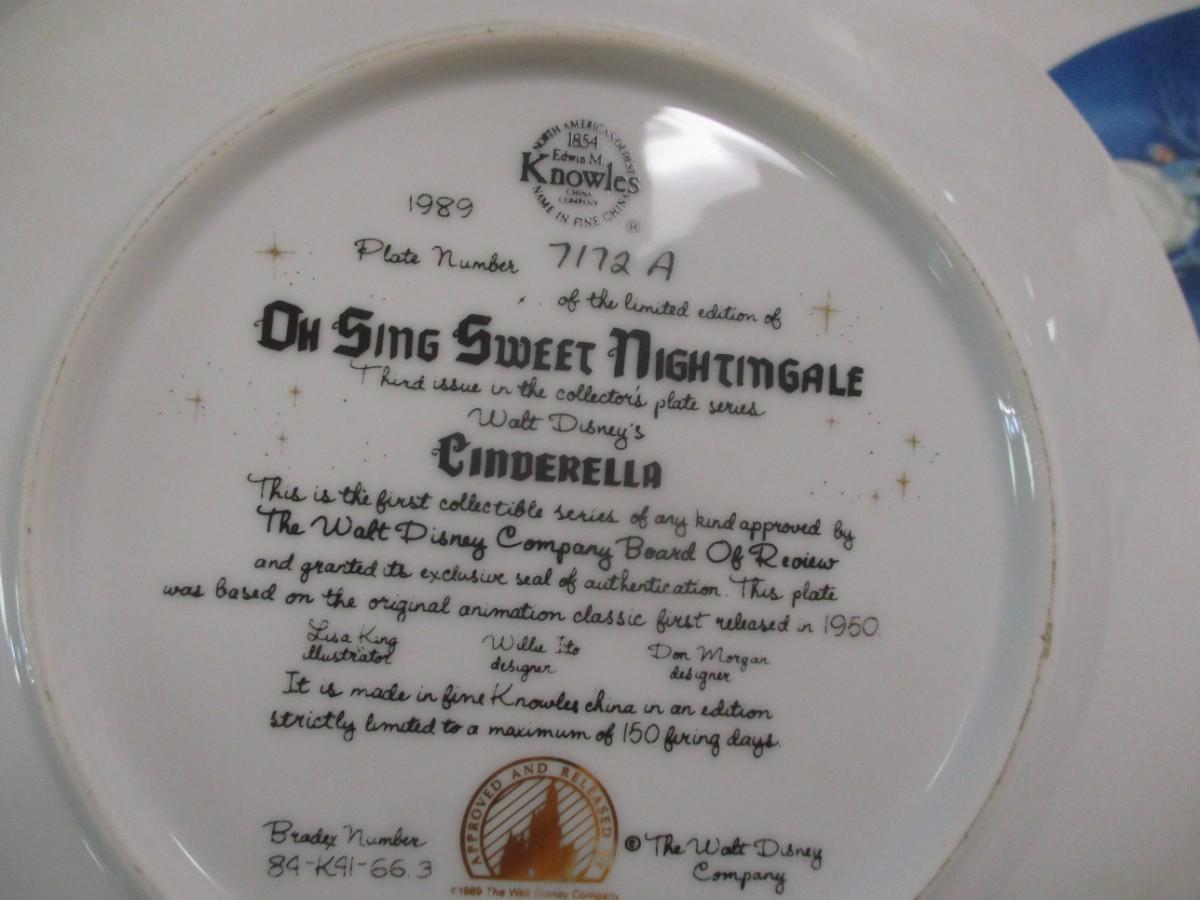 NORTH AMERICA'S OLDEST
1854
Edwin M.
Knowles
CHINA
COMPANY
NAME IN FINE CHINA
®
1989
Plate Number 7172 A
of the limited edition of
Oh Sing Sweet Nightingale
Third issue in the collector's plate series
Walt Disney's
Cinderella
This is the first collectible series of any kind approved by
The Walt Disney Company Board Of Review
and granted its exclusive seal of authentication. This plate
was based on the original animation classic first released in 1950.
Lisa King Willie Ito Don Morgan
illustrator designer designer
It is made in fine Knowles china in an edition
strictly limited to a maximum of 150 firing days.
APPROVED AND RELEASED
Bradex Number
84-K41-66.3
© The Walt Disney
Company
©1989 The Walt Disney Company